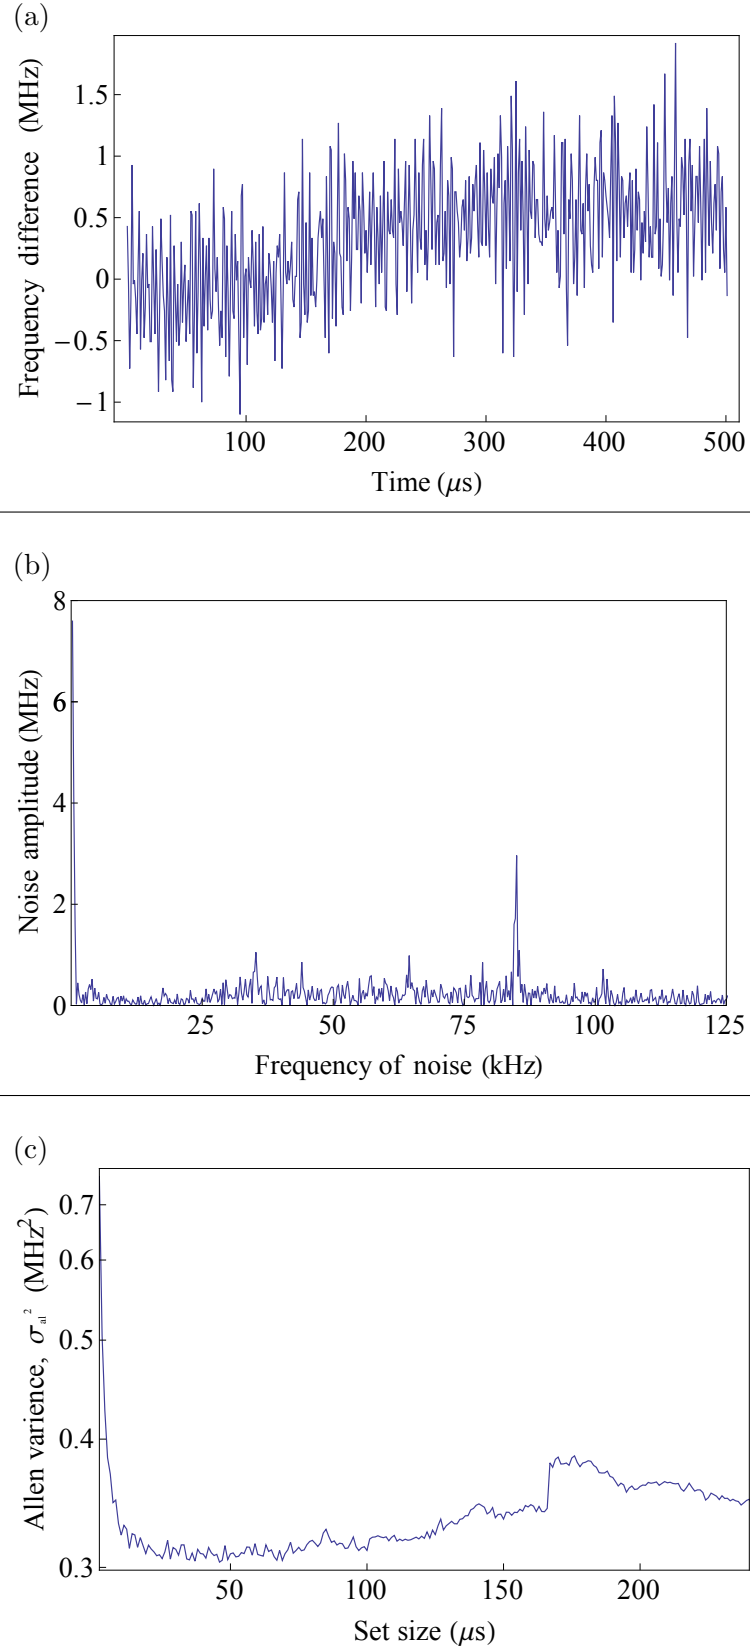 (a)
Frequency difference (MHz)
1.5
1
0.5
0
−0.5
−1
100 200 300 400 500
Time (μs)
(b)
Noise amplitude (MHz)
8
6
4
2
0
25 50 75 100 125
Frequency of noise (kHz)
(c)
Allen varience, σ_al² (MHz²)
0.7
0.6
0.5
0.4
0.3
50 100 150 200
Set size (μs)